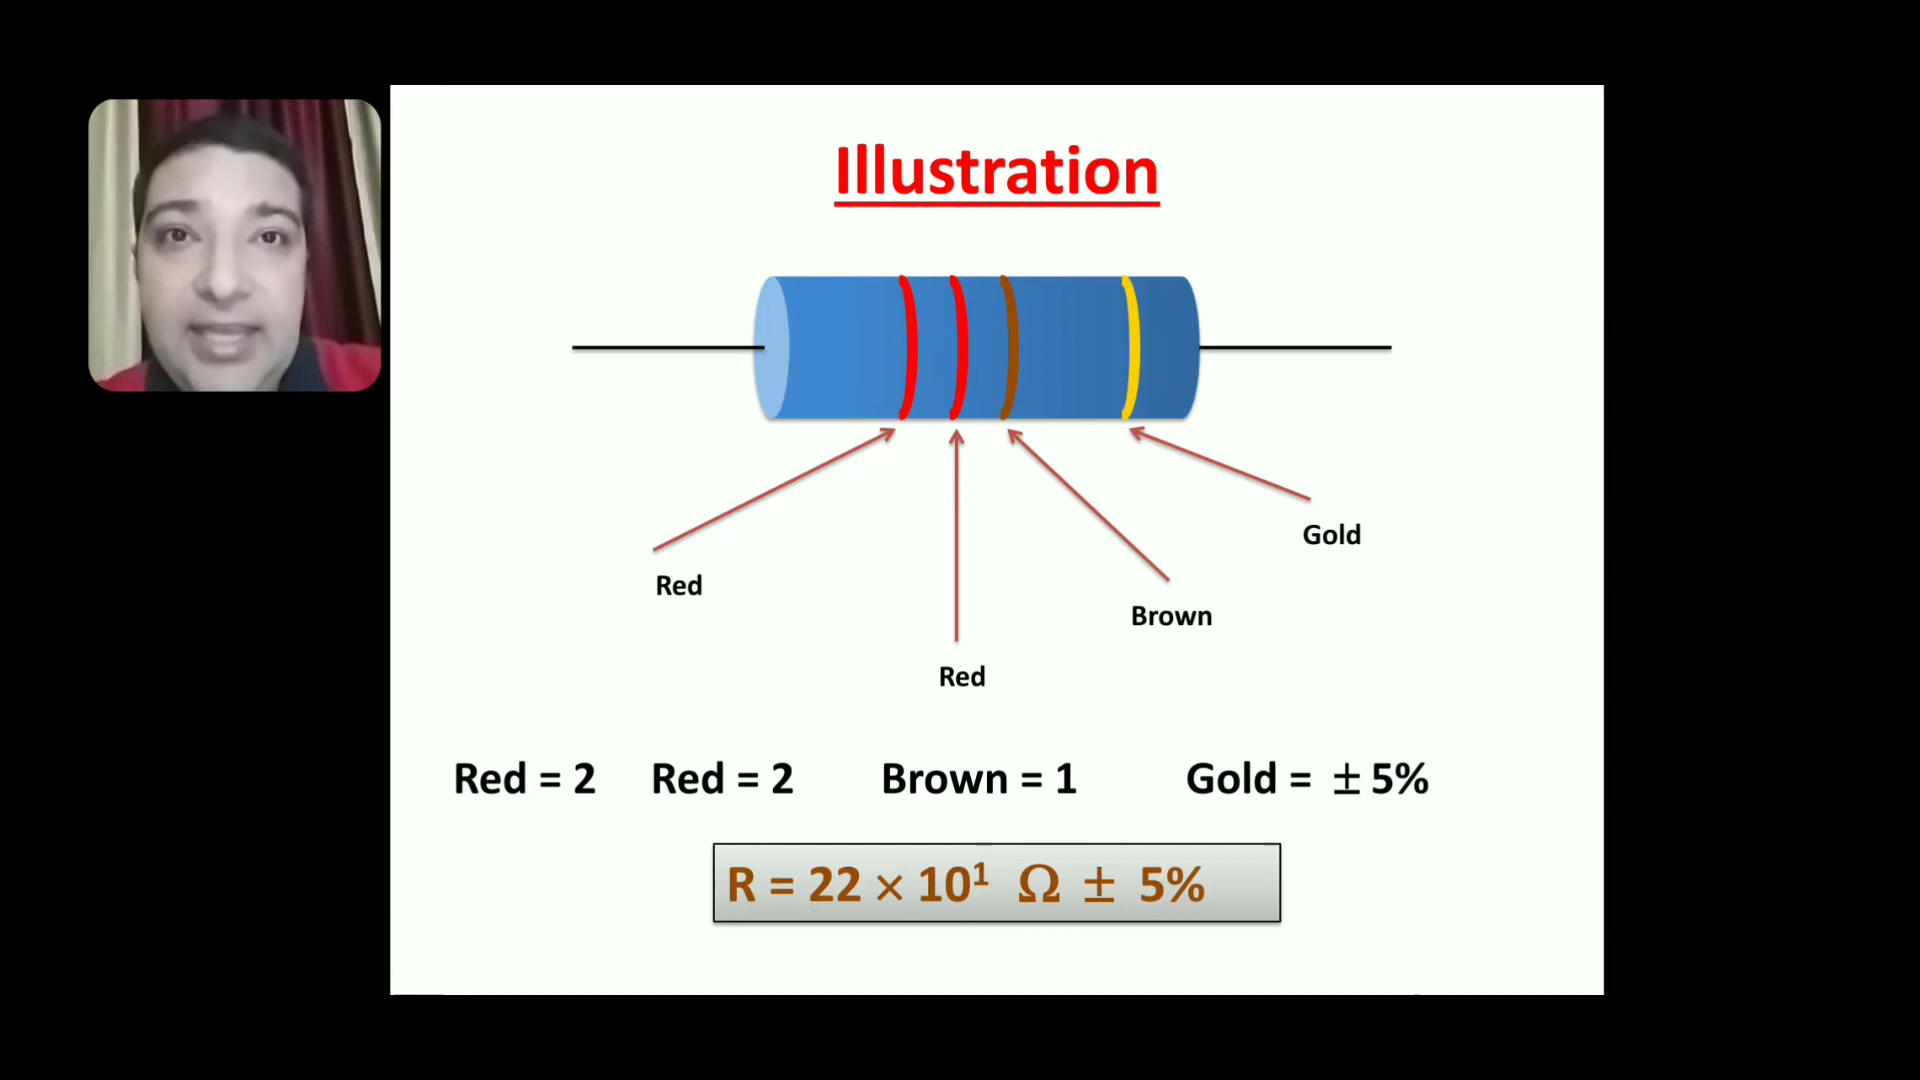 Illustration
Gold
Red
Brown
Red
Red = 2 Red = 2 Brown = 1 Gold = ± 5%
R = 22 × 10¹ Ω ± 5%